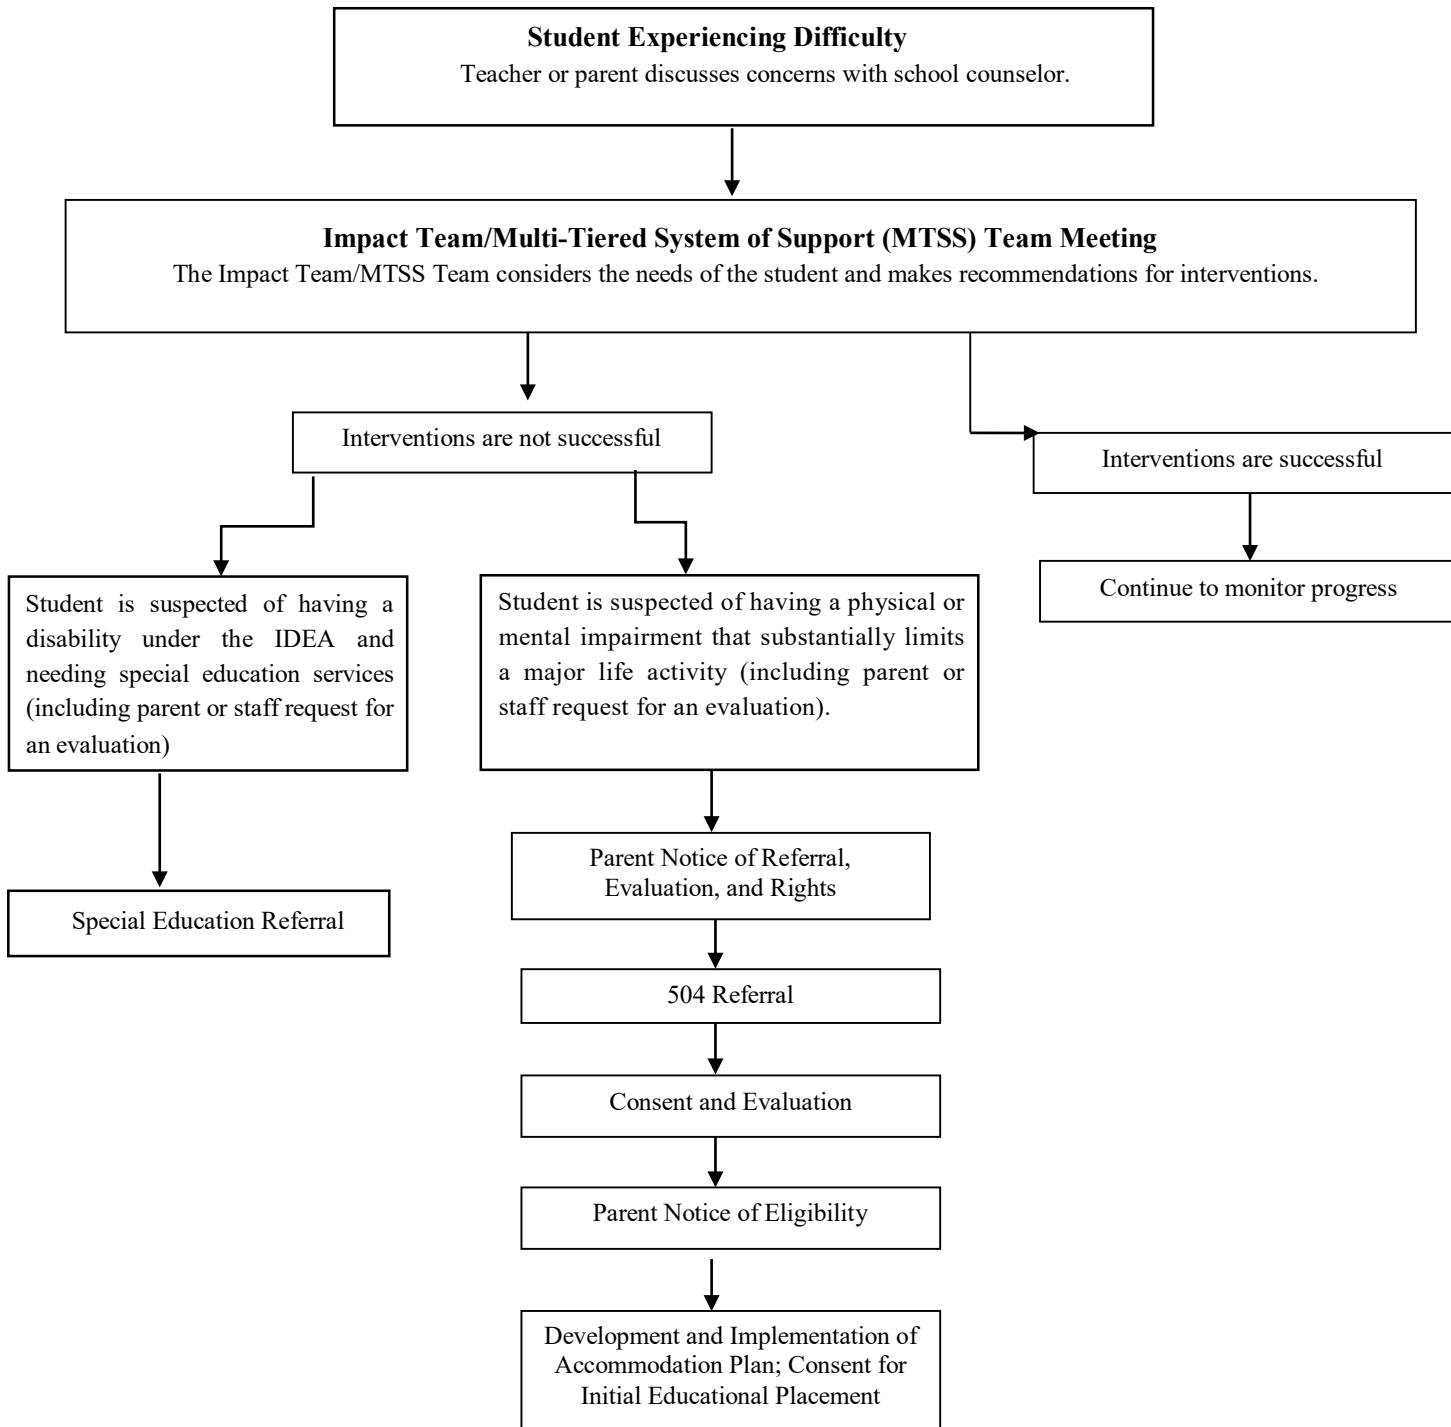 Student Experiencing Difficulty
Teacher or parent discusses concerns with school counselor.
Impact Team/Multi-Tiered System of Support (MTSS) Team Meeting
The Impact Team/MTSS Team considers the needs of the student and makes recommendations for interventions.
Interventions are not successful
Interventions are successful
Continue to monitor progress
Student is suspected of having a
disability under the IDEA and
needing special education services
(including parent or staff request for
an evaluation)
Student is suspected of having a physical or
mental impairment that substantially limits
a major life activity (including parent or
staff request for an evaluation).
Special Education Referral
Parent Notice of Referral,
Evaluation, and Rights
504 Referral
Consent and Evaluation
Parent Notice of Eligibility
Development and Implementation of
Accommodation Plan; Consent for
Initial Educational Placement